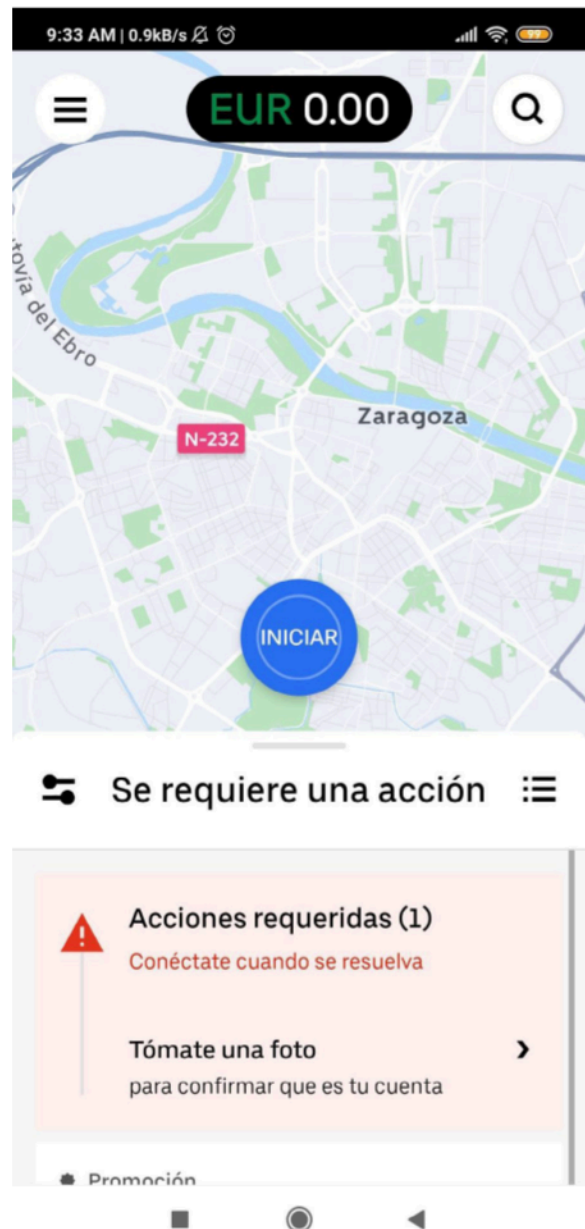 9:33 AM | 0.9kB/s 99
EUR 0.00
tovía del Ebro
Zaragoza
N-232
INICIAR
Se requiere una acción
Acciones requeridas (1)
Conéctate cuando se resuelva
Tómate una foto
para confirmar que es tu cuenta
Promoción